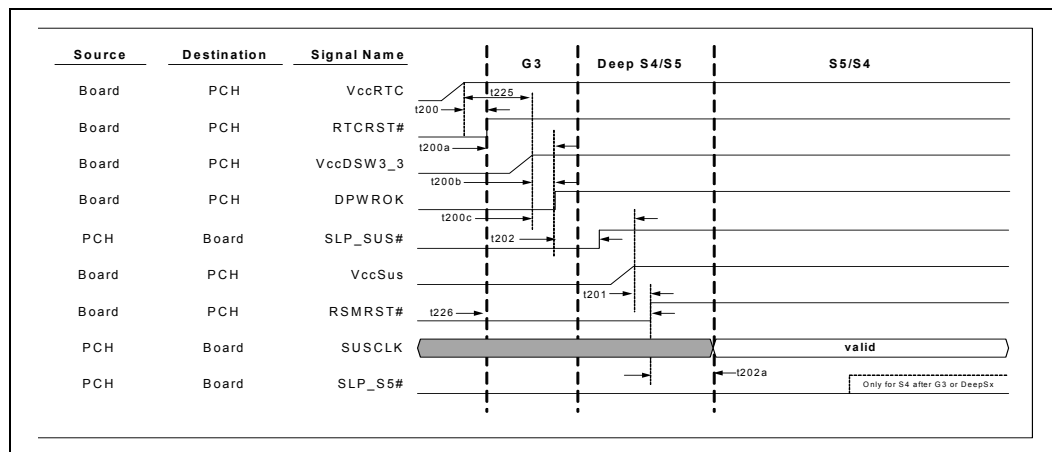 Source Destination Signal Name G3 Deep S4/S5 S5/S4
Board PCH VccRTC
t225
t200
Board PCH RTCRST#
t200a
Board PCH VccDSW3_3
t200b
Board PCH DPWROK
t200c
PCH Board SLP_SUS#
t202
Board PCH VccSus
t201
Board PCH RSMRST#
t226
PCH Board SUSCLK valid
t202a
PCH Board SLP_S5# Only for S4 after G3 or DeepSx